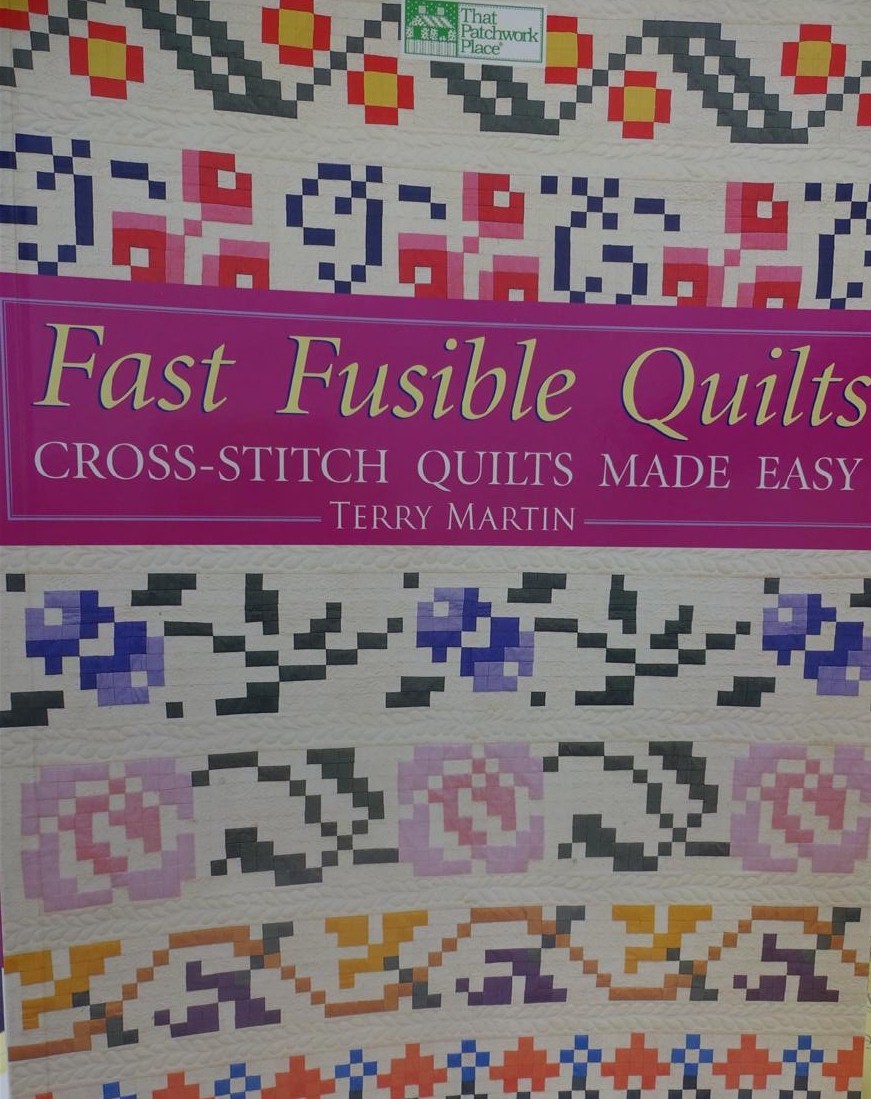 That
Patchwork
Place®
Fast Fusible Quilts
CROSS-STITCH QUILTS MADE EASY
TERRY MARTIN